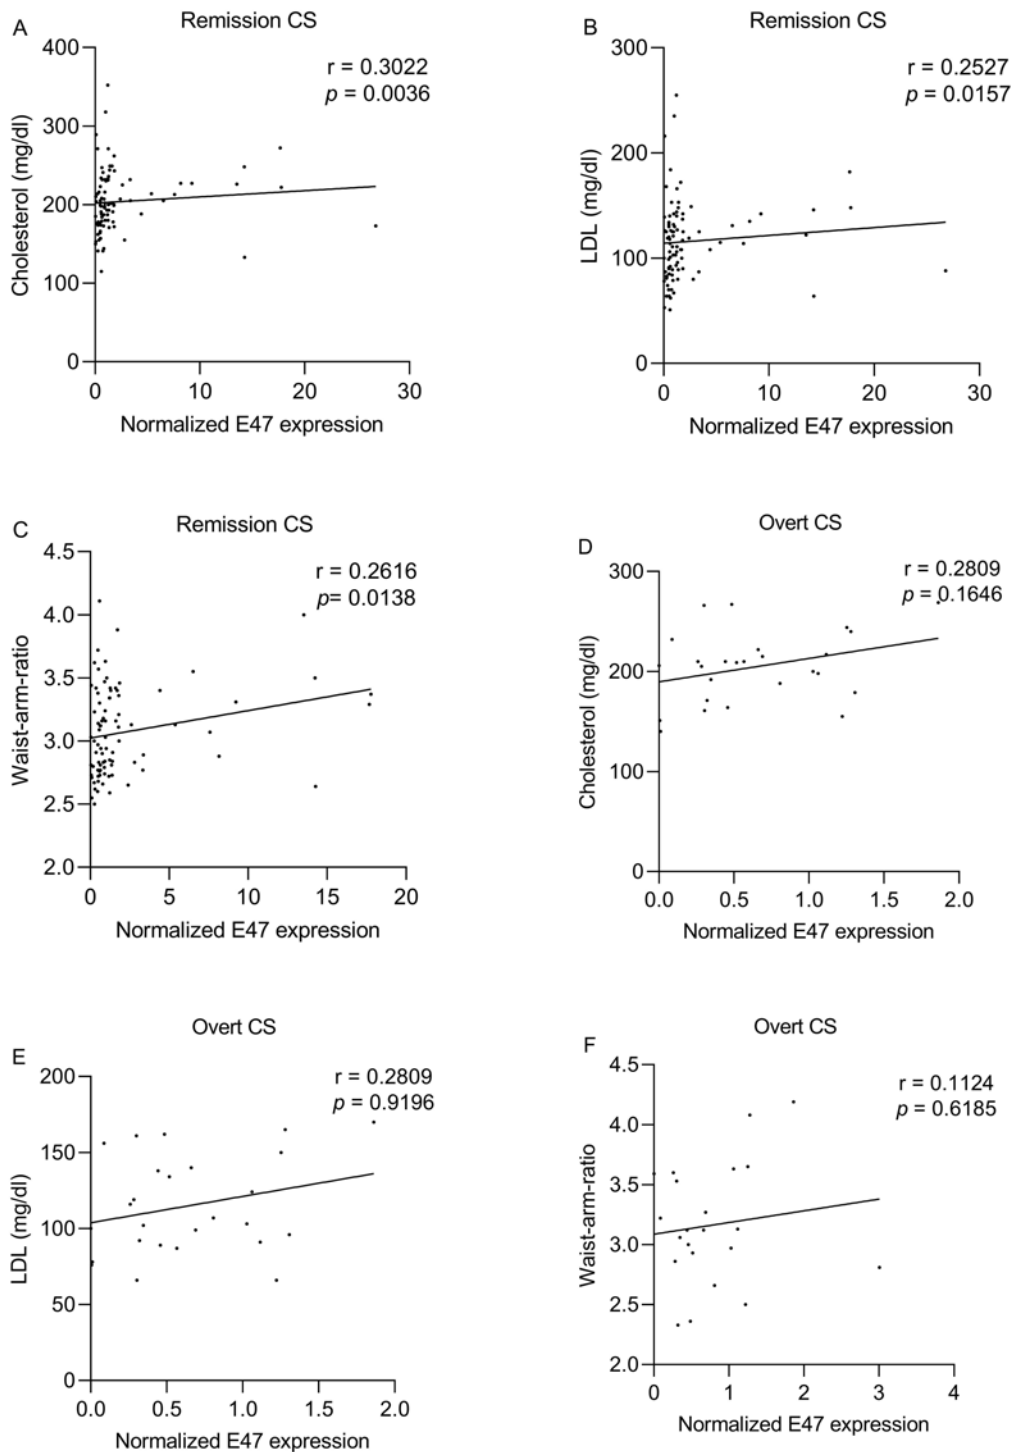 A
Remission CS
r = 0.3022
p = 0.0036
400
300
200
100
0
Cholesterol (mg/dl)
0 10 20 30
Normalized E47 expression
B
Remission CS
r = 0.2527
p = 0.0157
300
200
100
0
LDL (mg/dl)
0 10 20 30
Normalized E47 expression
C
Remission CS
r = 0.2616
p= 0.0138
4.5
4.0
3.5
3.0
2.5
2.0
Waist-arm-ratio
0 5 10 15 20
Normalized E47 expression
D
Overt CS
r = 0.2809
p = 0.1646
300
200
100
0
Cholesterol (mg/dl)
0.0 0.5 1.0 1.5 2.0
Normalized E47 expression
E
Overt CS
r = 0.2809
p = 0.9196
200
150
100
50
0
LDL (mg/dl)
0.0 0.5 1.0 1.5 2.0
Normalized E47 expression
F
Overt CS
r = 0.1124
p = 0.6185
4.5
4.0
3.5
3.0
2.5
2.0
Waist-arm-ratio
0 1 2 3 4
Normalized E47 expression